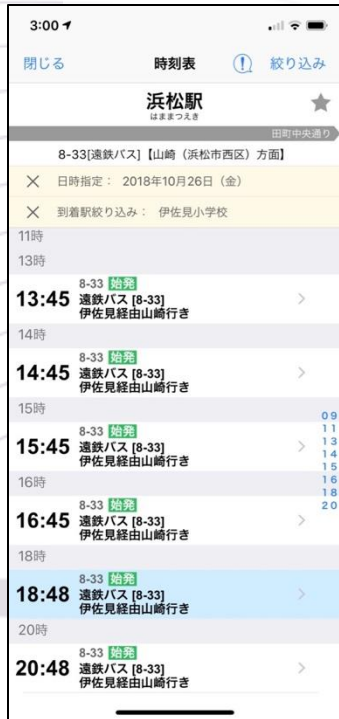 3:00
閉じる 時刻表 絞り込み
浜松駅
はままつえき
田町中央通り
8-33[遠鉄バス]【山崎（浜松市西区）方面】
× 日時指定： 2018年10月26日（金）
× 到着駅絞り込み： 伊佐見小学校
11時
13時
8-33 始発
13:45 遠鉄バス [8-33]
伊佐見経由山崎行き
14時
8-33 始発
14:45 遠鉄バス [8-33]
伊佐見経由山崎行き
15時
8-33 始発
15:45 遠鉄バス [8-33]
伊佐見経由山崎行き
16時
8-33 始発
16:45 遠鉄バス [8-33]
伊佐見経由山崎行き
18時
8-33 始発
18:48 遠鉄バス [8-33]
伊佐見経由山崎行き
20時
8-33 始発
20:48 遠鉄バス [8-33]
伊佐見経由山崎行き
09
11
13
14
15
16
18
20